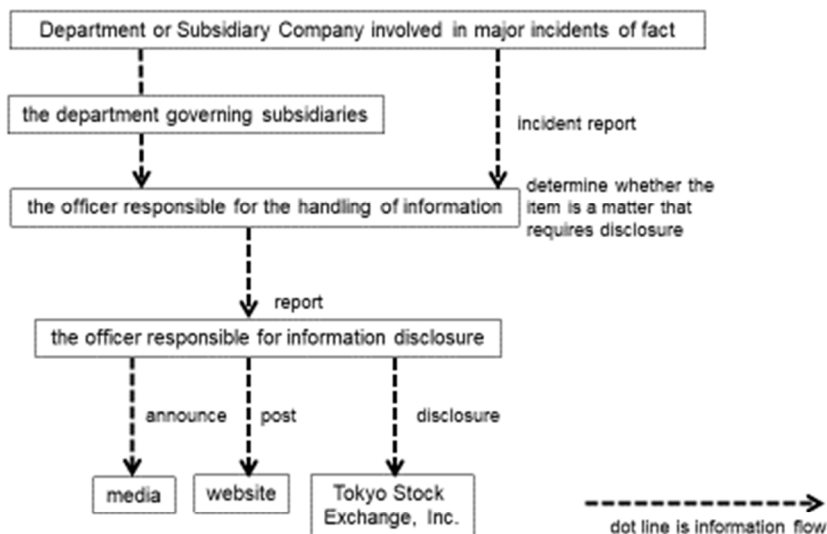 Department or Subsidiary Company involved in major incidents of fact
the department governing subsidiaries
incident report
the officer responsible for the handling of information
determine whether the
item is a matter that
requires disclosure
report
the officer responsible for information disclosure
announce
post
disclosure
media
website
Tokyo Stock
Exchange, Inc.
dot line is information flow